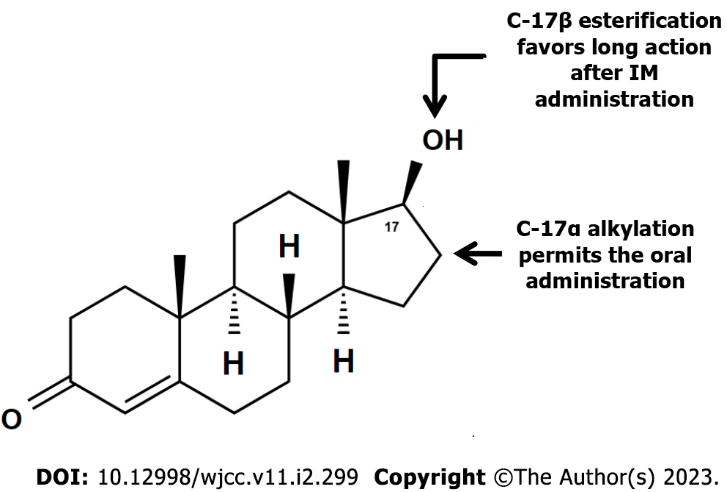 C-17β esterification
favors long action
after IM
administration
OH
17
C-17α alkylation
permits the oral
administration
H
H
H
O
DOI: 10.12998/wjcc.v11.i2.299 Copyright ©The Author(s) 2023.